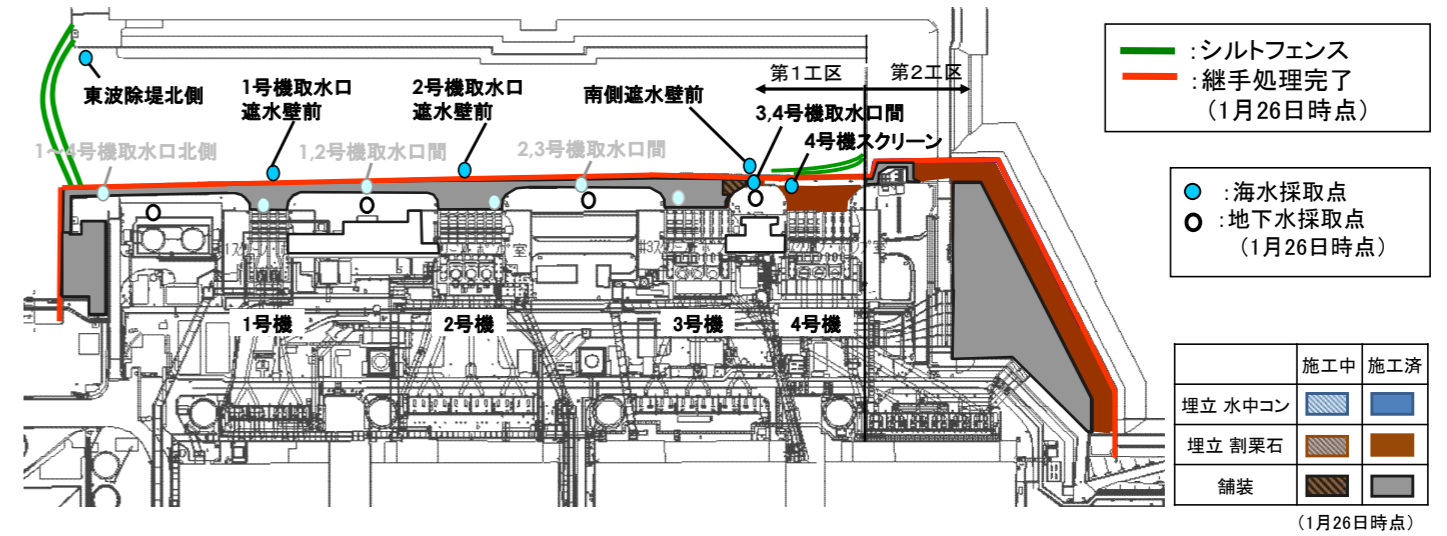 東波除堤北側
1号機取水口
遮水壁前
2号機取水口
遮水壁前
南側遮水壁前
第1工区
第2工区
3,4号機取水口間
4号機スクリーン
1～4号機取水口北側
1,2号機取水口間
2,3号機取水口間
1号機
2号機
3号機
4号機
:シルトフェンス
:継手処理完了
(1月26日時点)
:海水採取点
:地下水採取点
(1月26日時点)
施工中 施工済
埋立 水中コン
埋立 割栗石
舗装
(1月26日時点)